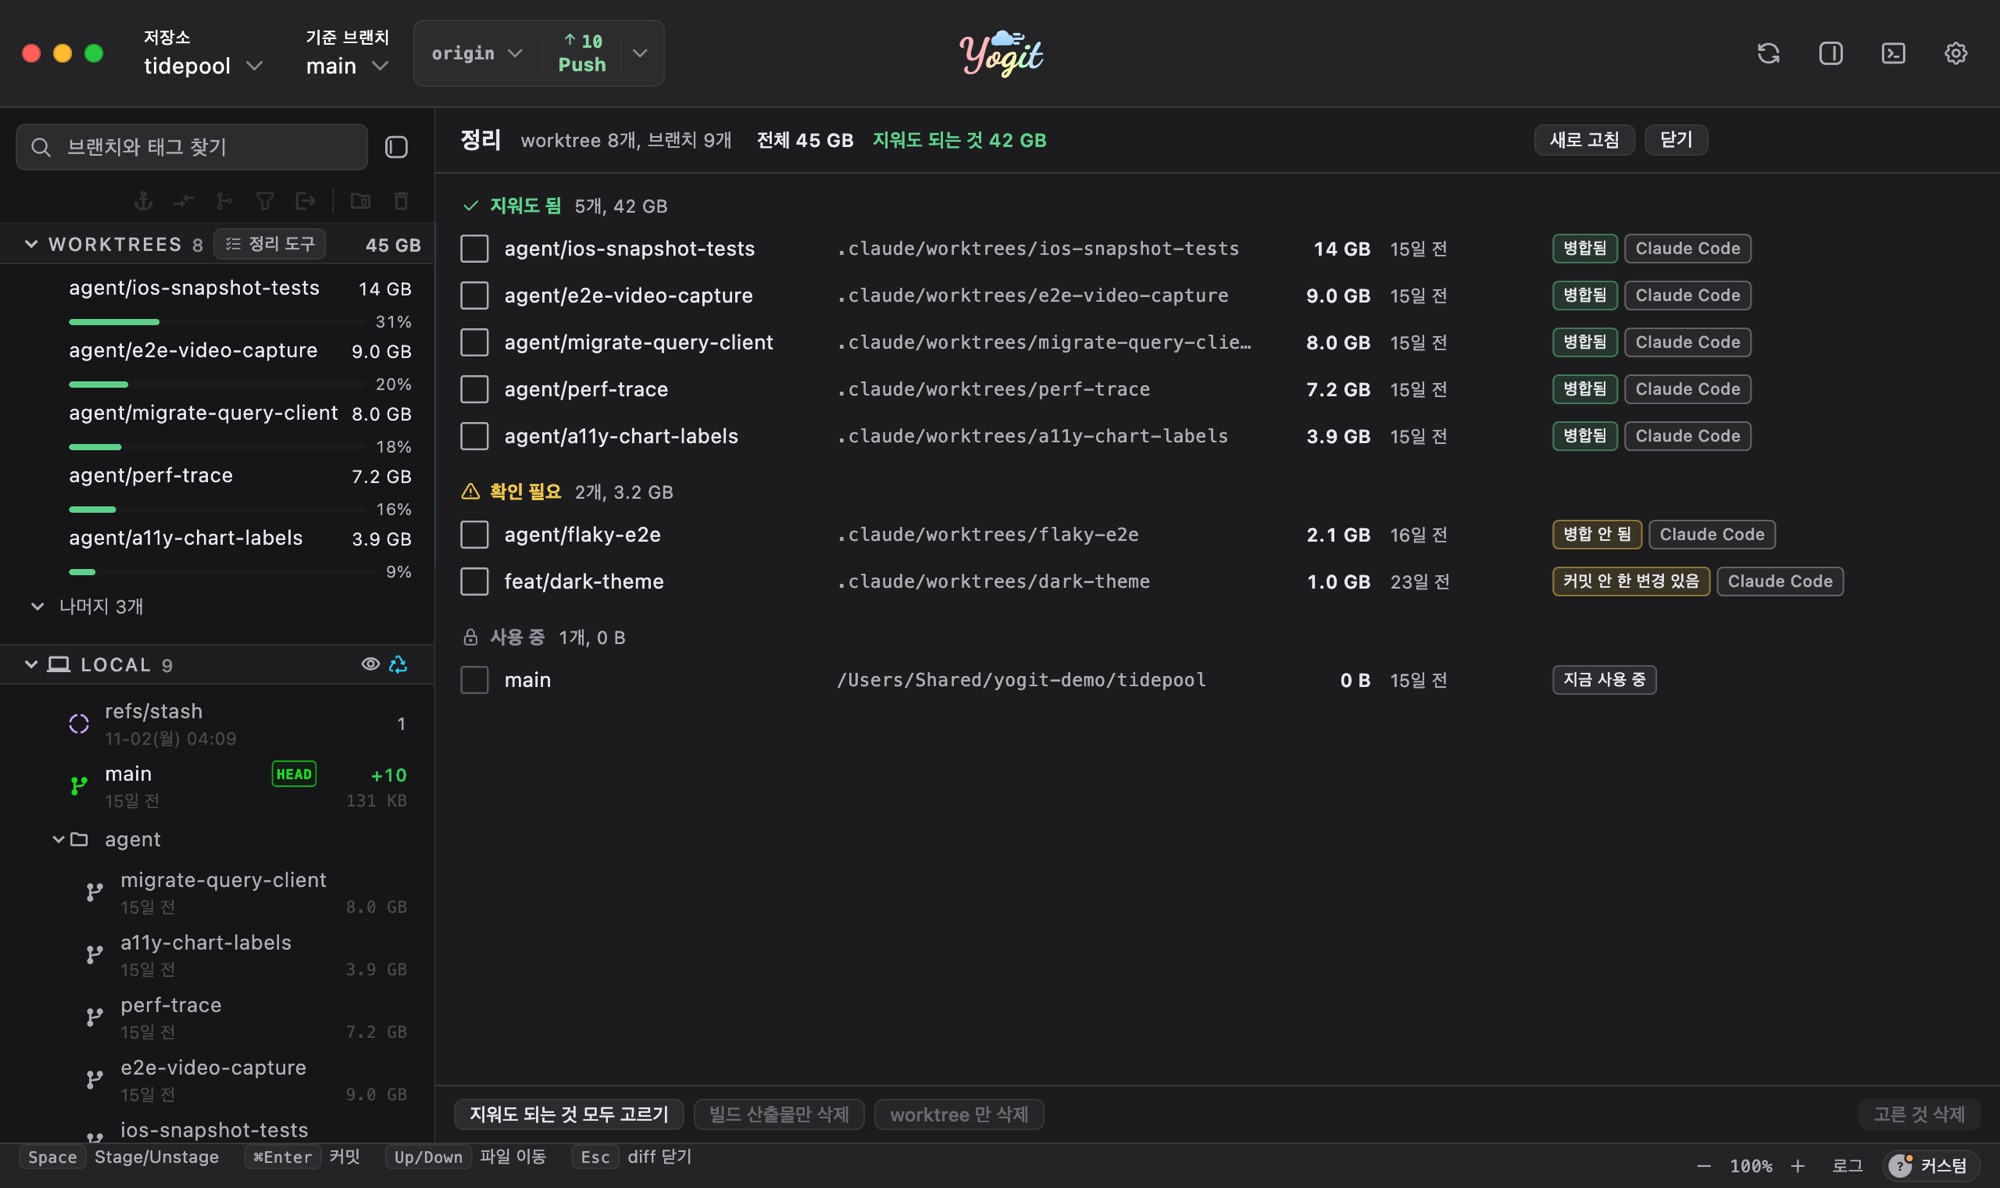 저장소
tidepool
기준 브랜치
main
origin
↑10
Push
Yogit
브랜치와 태그 찾기
WORKTREES 8
정리 도구
45 GB
agent/ios-snapshot-tests 14 GB
31%
agent/e2e-video-capture 9.0 GB
20%
agent/migrate-query-client 8.0 GB
18%
agent/perf-trace 7.2 GB
16%
agent/a11y-chart-labels 3.9 GB
9%
나머지 3개
LOCAL 9
refs/stash 1
11-02(월) 04:09
main HEAD +10
15일 전 131 KB
agent
migrate-query-client
15일 전 8.0 GB
a11y-chart-labels
15일 전 3.9 GB
perf-trace
15일 전 7.2 GB
e2e-video-capture
15일 전 9.0 GB
ios-snapshot-tests
정리 worktree 8개, 브랜치 9개 전체 45 GB 지워도 되는 것 42 GB
새로 고침 닫기
지워도 됨 5개, 42 GB
agent/ios-snapshot-tests .claude/worktrees/ios-snapshot-tests 14 GB 15일 전 병합됨 Claude Code
agent/e2e-video-capture .claude/worktrees/e2e-video-capture 9.0 GB 15일 전 병합됨 Claude Code
agent/migrate-query-client .claude/worktrees/migrate-query-clie… 8.0 GB 15일 전 병합됨 Claude Code
agent/perf-trace .claude/worktrees/perf-trace 7.2 GB 15일 전 병합됨 Claude Code
agent/a11y-chart-labels .claude/worktrees/a11y-chart-labels 3.9 GB 15일 전 병합됨 Claude Code
확인 필요 2개, 3.2 GB
agent/flaky-e2e .claude/worktrees/flaky-e2e 2.1 GB 16일 전 병합 안 됨 Claude Code
feat/dark-theme .claude/worktrees/dark-theme 1.0 GB 23일 전 커밋 안 한 변경 있음 Claude Code
사용 중 1개, 0 B
main /Users/Shared/yogit-demo/tidepool 0 B 15일 전 지금 사용 중
지워도 되는 것 모두 고르기 빌드 산출물만 삭제 worktree 만 삭제 고른 것 삭제
Space Stage/Unstage ⌘Enter 커밋 Up/Down 파일 이동 Esc diff 닫기
— 100% + 로그 ? 커스텀